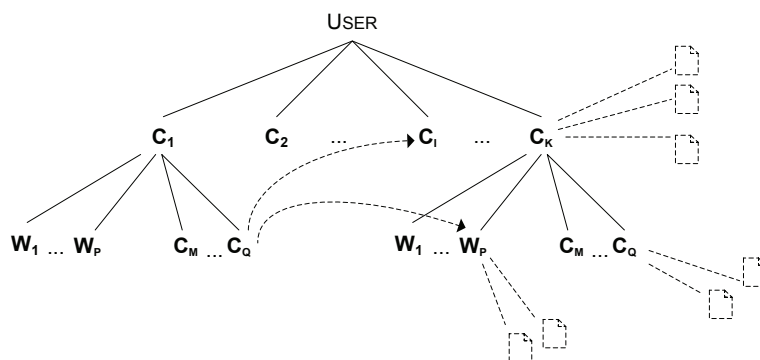 USER
C1 C2 ... CI ... CK
W1 ... WP CM ... CQ W1 ... WP CM ... CQ